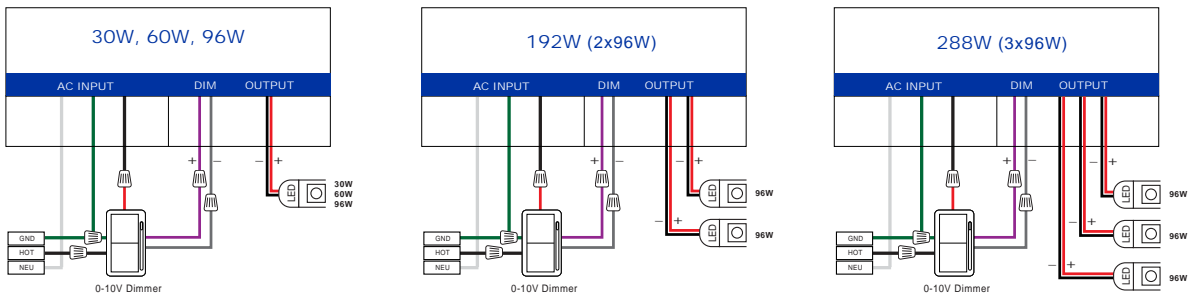 30W, 60W, 96W
AC INPUT DIM OUTPUT
+ –
– +
LED
30W
60W
96W
GND
HOT
NEU
0-10V Dimmer
192W (2x96W)
AC INPUT DIM OUTPUT
+ –
– +
LED
96W
– +
LED
96W
GND
HOT
NEU
0-10V Dimmer
288W (3x96W)
AC INPUT DIM OUTPUT
+ –
– +
LED
96W
– +
LED
96W
– +
LED
96W
GND
HOT
NEU
0-10V Dimmer